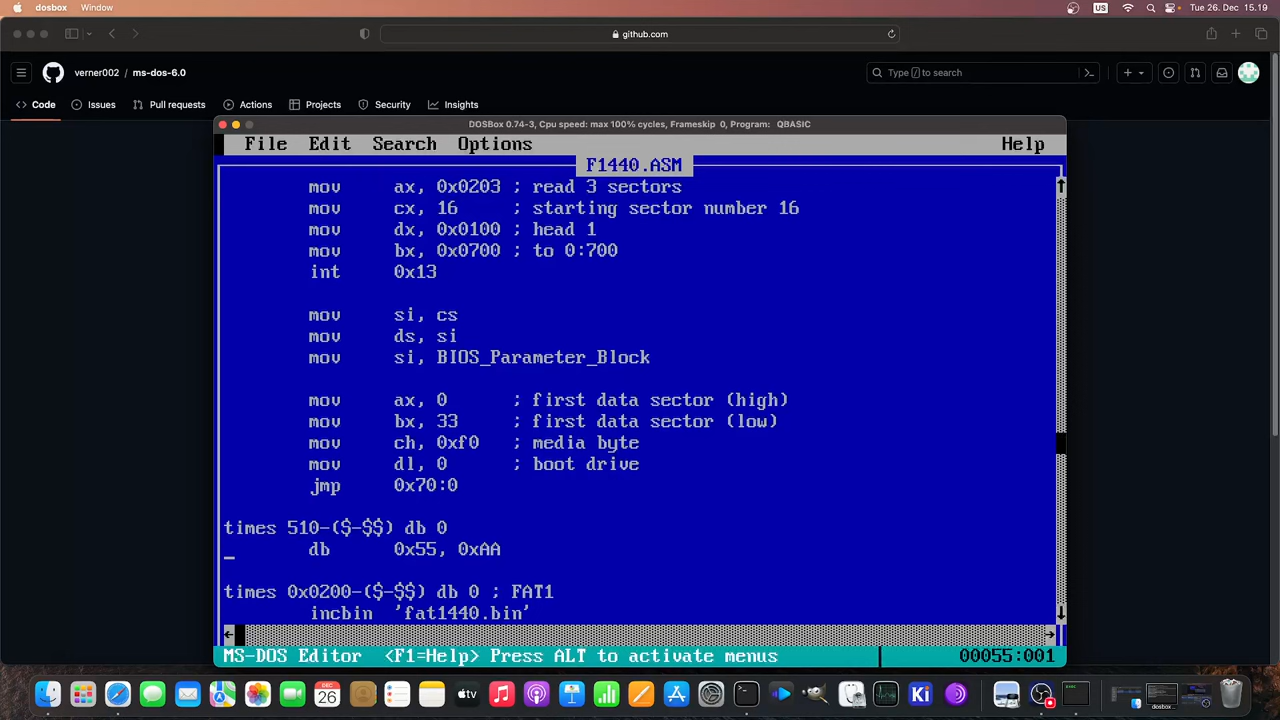 dosbox Window US Tue 26. Dec 15.19
github.com
verner002 / ms-dos-6.0 Type / to search
Code Issues Pull requests Actions Projects Security Insights
DOSBox 0.74-3, Cpu speed: max 100% cycles, Frameskip 0, Program: QBASIC
File Edit Search Options Help
F1440.ASM
mov ax, 0x0203 ; read 3 sectors
mov cx, 16 ; starting sector number 16
mov dx, 0x0100 ; head 1
mov bx, 0x0700 ; to 0:700
int 0x13
mov si, cs
mov ds, si
mov si, BIOS_Parameter_Block
mov ax, 0 ; first data sector (high)
mov bx, 33 ; first data sector (low)
mov ch, 0xf0 ; media byte
mov dl, 0 ; boot drive
jmp 0x70:0
times 510-($-$$) db 0
db 0x55, 0xAA
times 0x0200-($-$$) db 0 ; FAT1
incbin 'fat1440.bin'
MS-DOS Editor <F1=Help> Press ALT to activate menus 00055:001
DEC
26
tv
Ki
dosbox